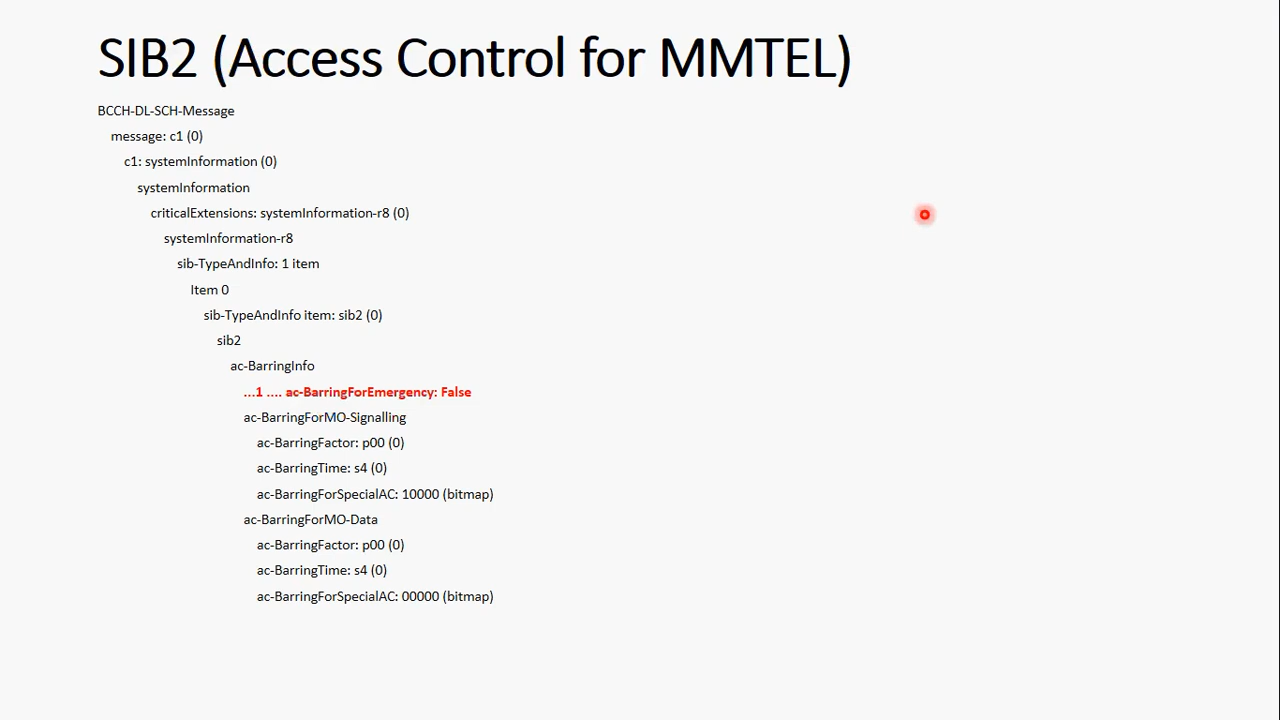 SIB2 (Access Control for MMTEL)
BCCH-DL-SCH-Message
message: c1 (0)
c1: systemInformation (0)
systemInformation
criticalExtensions: systemInformation-r8 (0)
systemInformation-r8
sib-TypeAndInfo: 1 item
Item 0
sib-TypeAndInfo item: sib2 (0)
sib2
ac-BarringInfo
...1 .... ac-BarringForEmergency: False
ac-BarringForMO-Signalling
ac-BarringFactor: p00 (0)
ac-BarringTime: s4 (0)
ac-BarringForSpecialAC: 10000 (bitmap)
ac-BarringForMO-Data
ac-BarringFactor: p00 (0)
ac-BarringTime: s4 (0)
ac-BarringForSpecialAC: 00000 (bitmap)